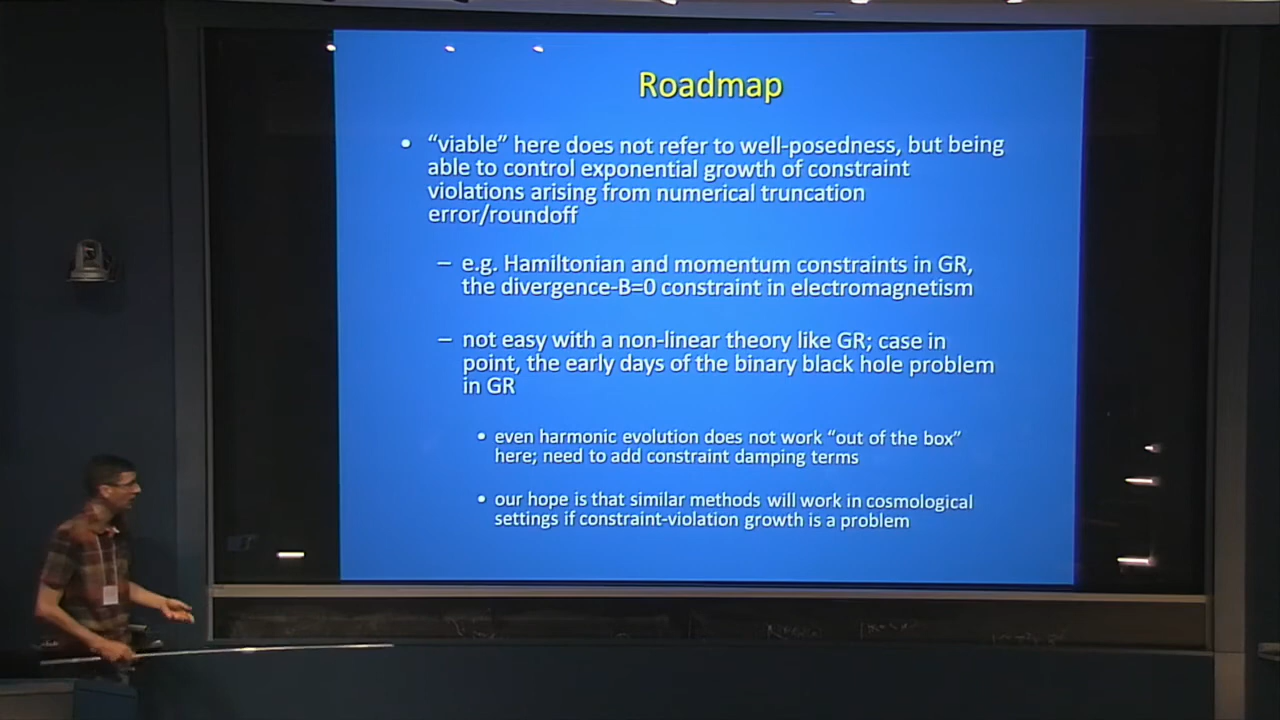 Roadmap
• “viable” here does not refer to well-posedness, but being
able to control exponential growth of constraint
violations arising from numerical truncation
error/roundoff
– e.g. Hamiltonian and momentum constraints in GR,
the divergence-B=0 constraint in electromagnetism
– not easy with a non-linear theory like GR; case in
point, the early days of the binary black hole problem
in GR
• even harmonic evolution does not work “out of the box”
here; need to add constraint damping terms
• our hope is that similar methods will work in cosmological
settings if constraint-violation growth is a problem